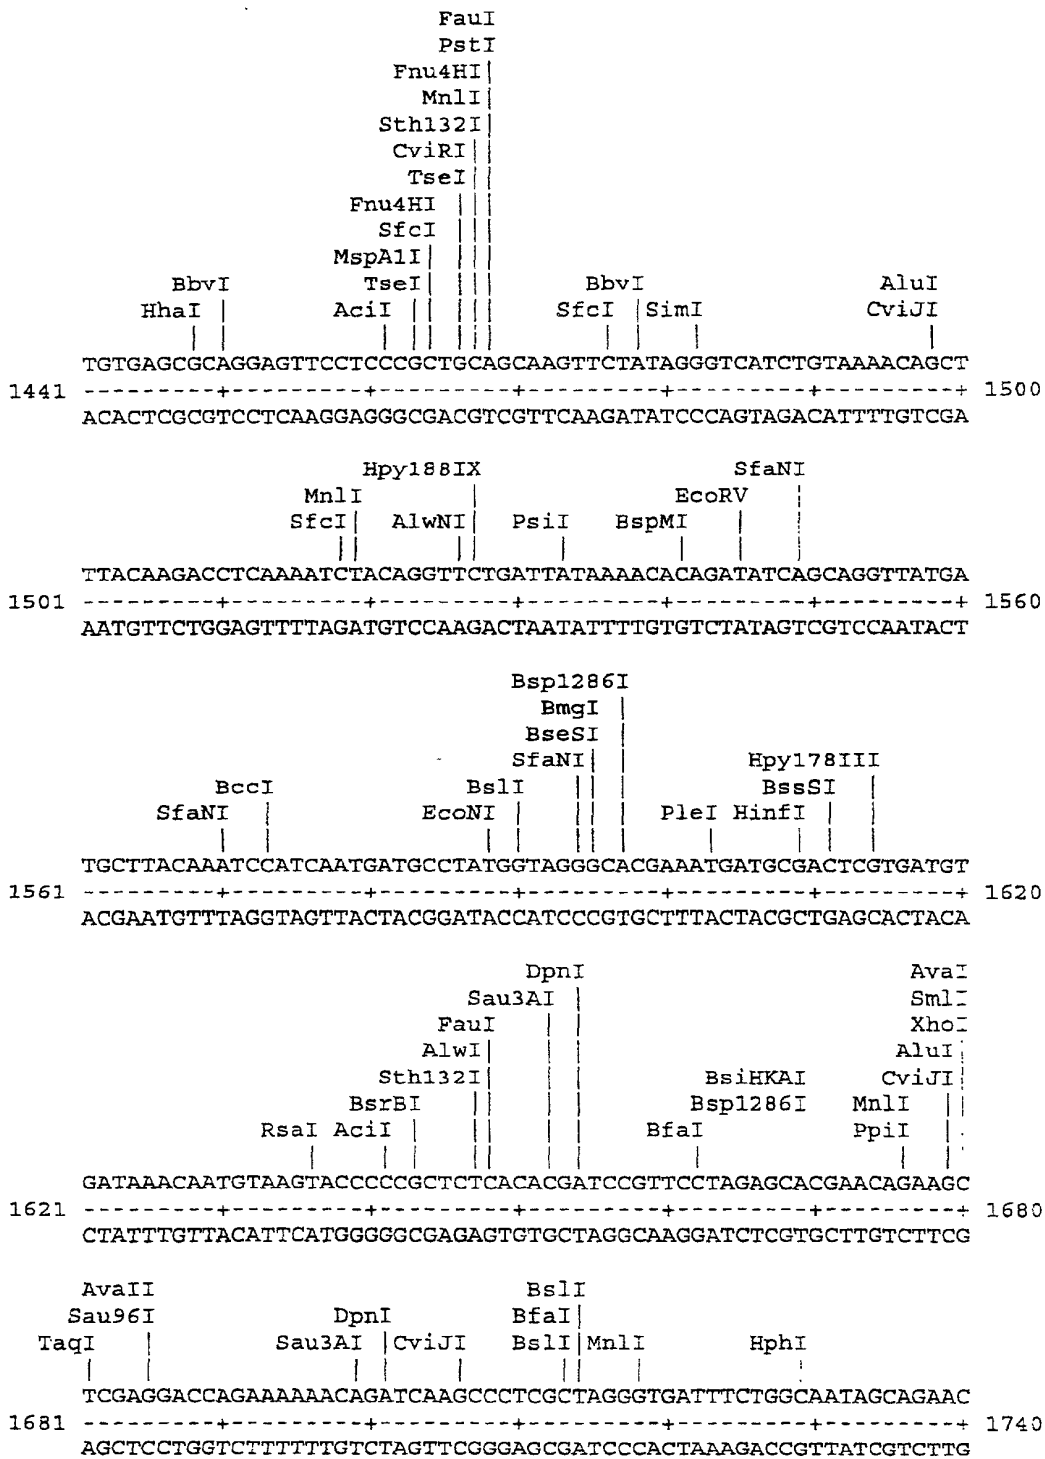 FauI
PstI
Fnu4HI
MnlI
Sth132I
CviRI
TseI
Fnu4HI
SfcI
MspA1I
BbvI TseI BbvI AluI
HhaI AciI SfcI SimI CviJI
TGTGAGCGCAGGAGTTCCTCCCGCTGCAGCAAGTTCTATAGGGTCATCTGTAAAACAGCT
1441 ---------+---------+---------+---------+---------+---------+ 1500
ACACTCGCGTCCTCAAGGAGGGCGACGTCGTTCAAGATATCCCAGTAGACATTTTGTCGA
Hpy188IX SfaNI
MnlI EcoRV
SfcI AlwNI PsiI BspMI
TTACAAGACCTCAAAATCTACAGGTTCTGATTATAAAACACAGATATCAGCAGGTTATGA
1501 ---------+---------+---------+---------+---------+---------+ 1560
AATGTTCTGGAGTTTTAGATGTCCAAGACTAATATTTTGTGTCTATAGTCGTCCAATACT
Bsp1286I
BmgI
BseSI
SfaNI Hpy178III
BccI BslI BssSI
SfaNI EcoNI PleI HinfI
TGCTTACAAATCCATCAATGATGCCTATGGTAGGGCACGAAATGATGCGACTCGTGATGT
1561 ---------+---------+---------+---------+---------+---------+ 1620
ACGAATGTTTAGGTAGTTACTACGGATACCATCCCGTGCTTTACTACGCTGAGCACTACA
DpnI AvaI
Sau3AI SmlI
FauI XhoI
AlwI AluI
Sth132I BsiHKAI CviJI
BsrBI Bsp1286I MnlI
RsaI AciI BfaI PpiI
GATAAACAATGTAAGTACCCCCGCTCTCACACGATCCGTTCCTAGAGCACGAACAGAAGC
1621 ---------+---------+---------+---------+---------+---------+ 1680
CTATTTGTTACATTCATGGGGGCGAGAGTGTGCTAGGCAAGGATCTCGTGCTTGTCTTCG
AvaII BslI
Sau96I DpnI BfaI
TaqI Sau3AI CviJI BslI MnlI HphI
TCGAGGACCAGAAAAAACAGATCAAGCCCTCGCTAGGGTGATTTCTGGCAATAGCAGAAC
1681 ---------+---------+---------+---------+---------+---------+ 1740
AGCTCCTGGTCTTTTTTGTCTAGTTCGGGAGCGATCCCACTAAAGACCGTTATCGTCTTG